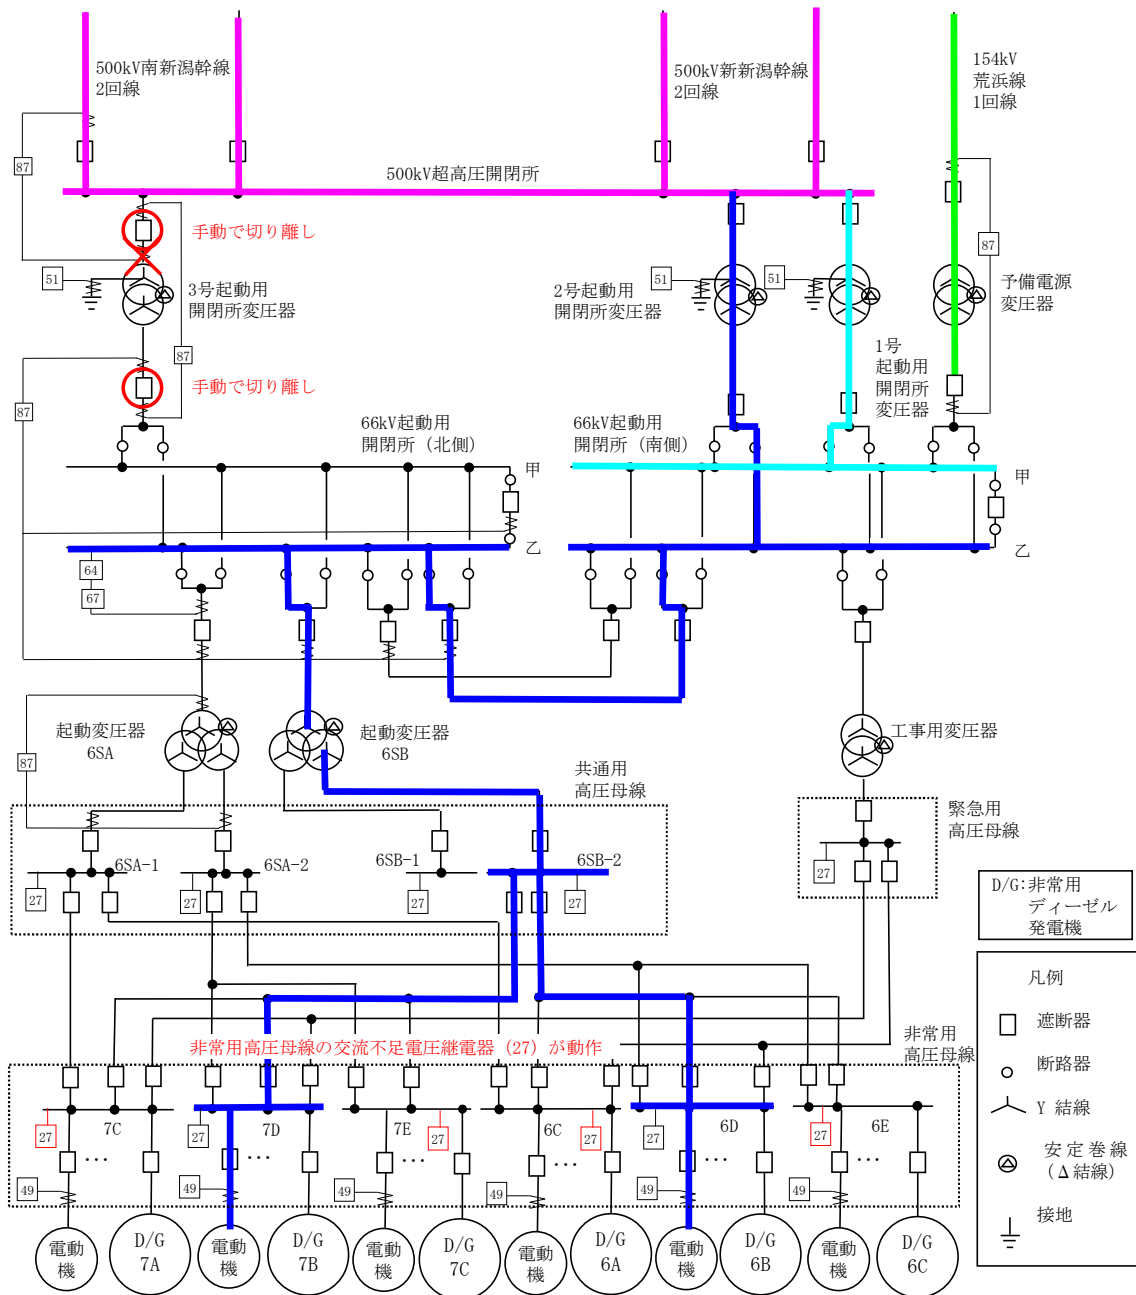 500kV南新潟幹線
2回線
500kV新新潟幹線
2回線
154kV
荒浜線
1回線
87
500kV超高圧開閉所
手動で切り離し
87
51
51
51
3号起動用
開閉所変圧器
2号起動用
開閉所変圧器
予備電源
変圧器
87
1号
起動用
開閉所
変圧器
手動で切り離し
87
66kV起動用
開閉所（北側）
66kV起動用
開閉所（南側）
甲
甲
乙
乙
64
67
起動変圧器
6SA
起動変圧器
6SB
工事用変圧器
87
共通用
高圧母線
緊急用
高圧母線
6SA-1
6SA-2
6SB-1
6SB-2
27
27
27
27
27
D/G:非常用
ディーゼル
発電機
凡例
遮断器
断路器
Y 結線
安定巻線
(Δ結線)
接地
非常用高圧母線の交流不足電圧継電器（27）が動作
非常用
高圧母線
7C
7D
7E
6C
6D
6E
27
27
27
27
27
27
…
…
…
…
…
…
49
49
49
49
49
49
電動
機
D/G
7A
電動
機
D/G
7B
電動
機
D/G
7C
電動
機
D/G
6A
電動
機
D/G
6B
電動
機
D/G
6C